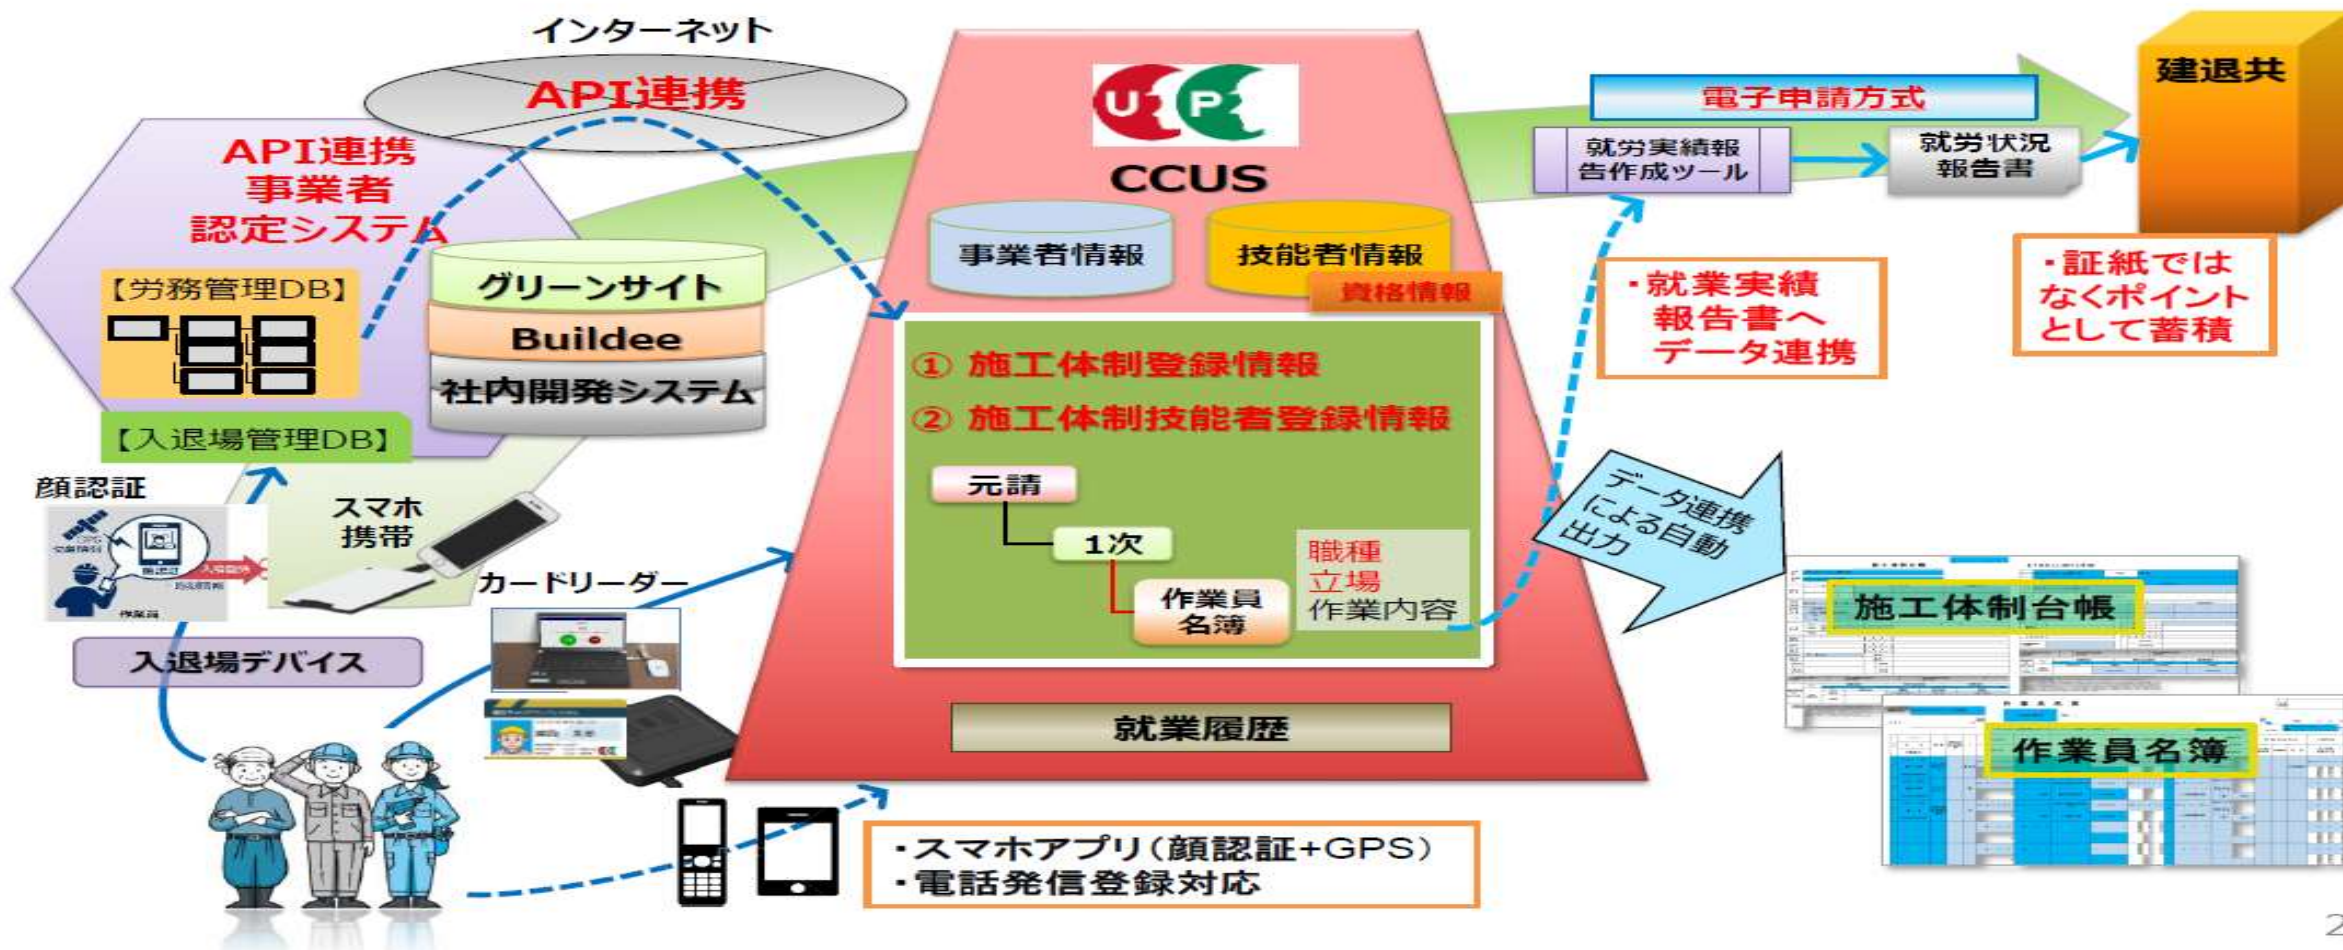 インターネット
API連携
API連携
事業者
認定システム
【労務管理DB】
【入退場管理DB】
グリーンサイト
Buildee
社内開発システム
顔認証
作業員
スマホ
携帯
入退場デバイス
カードリーダー
UP
CCUS
事業者情報
技能者情報
資格情報
① 施工体制登録情報
② 施工体制技能者登録情報
元請
1次
作業員
名簿
職種
立場
作業内容
就業履歴
・スマホアプリ(顔認証+GPS)
・電話発信登録対応
電子申請方式
就労実績報
告作成ツール
就労状況
報告書
建退共
・就業実績
報告書へ
データ連携
・証紙では
なくポイント
として蓄積
データ連携
による自動
出力
施工体制台帳
作業員名簿
2